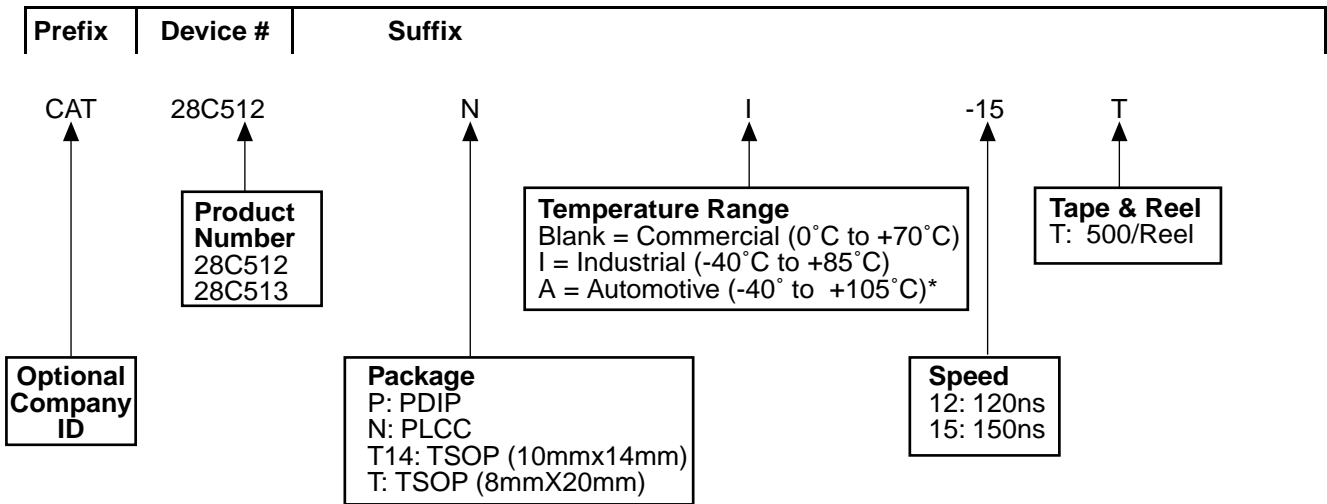 Prefix Device # Suffix
CAT 28C512 N I -15 T
Product
Number
28C512
28C513
Temperature Range
Blank = Commercial (0˚C to +70˚C)
I = Industrial (-40˚C to +85˚C)
A = Automotive (-40˚ to +105˚C)*
Tape & Reel
T: 500/Reel
Optional
Company
ID
Package
P: PDIP
N: PLCC
T14: TSOP (10mmx14mm)
T: TSOP (8mmX20mm)
Speed
12: 120ns
15: 150ns